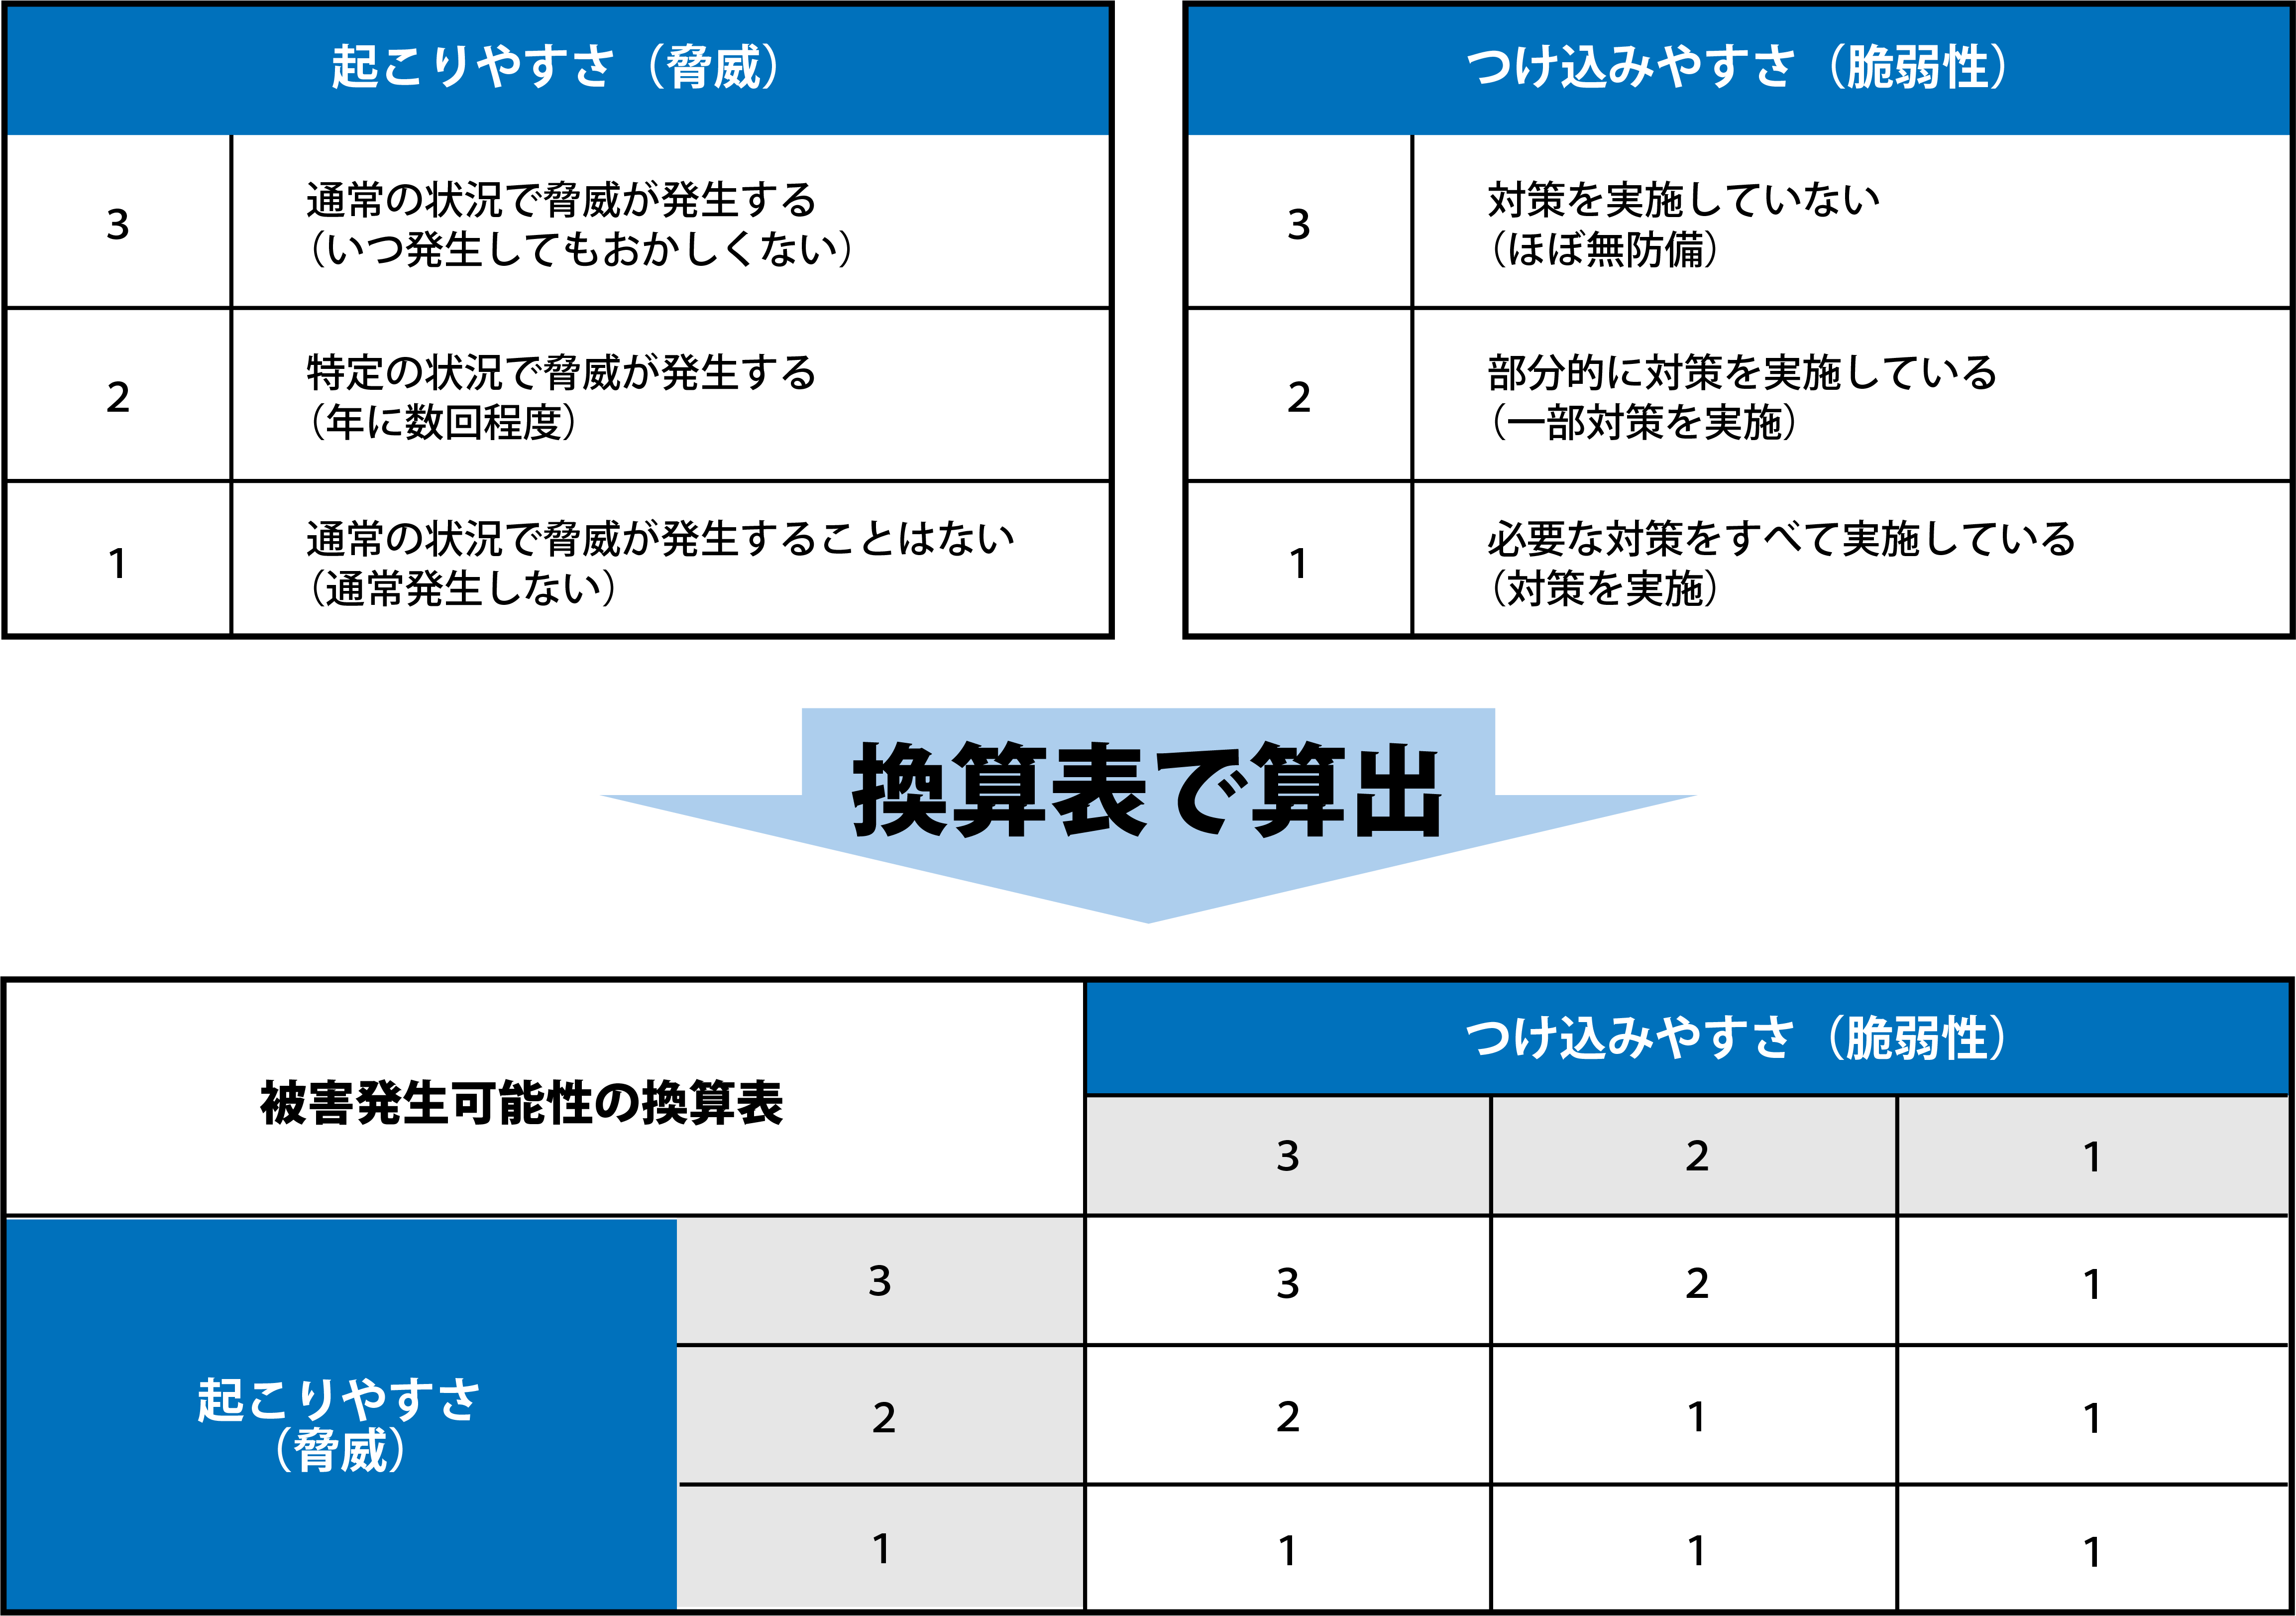 起こりやすさ（脅威）
3
通常の状況で脅威が発生する
（いつ発生してもおかしくない）
2
特定の状況で脅威が発生する
（年に数回程度）
1
通常の状況で脅威が発生することはない
（通常発生しない）
つけ込みやすさ（脆弱性）
3
対策を実施していない
（ほぼ無防備）
2
部分的に対策を実施している
（一部対策を実施）
1
必要な対策をすべて実施している
（対策を実施）
換算表で算出
被害発生可能性の換算表
つけ込みやすさ（脆弱性）
3 2 1
起こりやすさ
（脅威）
3 3 2 1
2 2 1 1
1 1 1 1